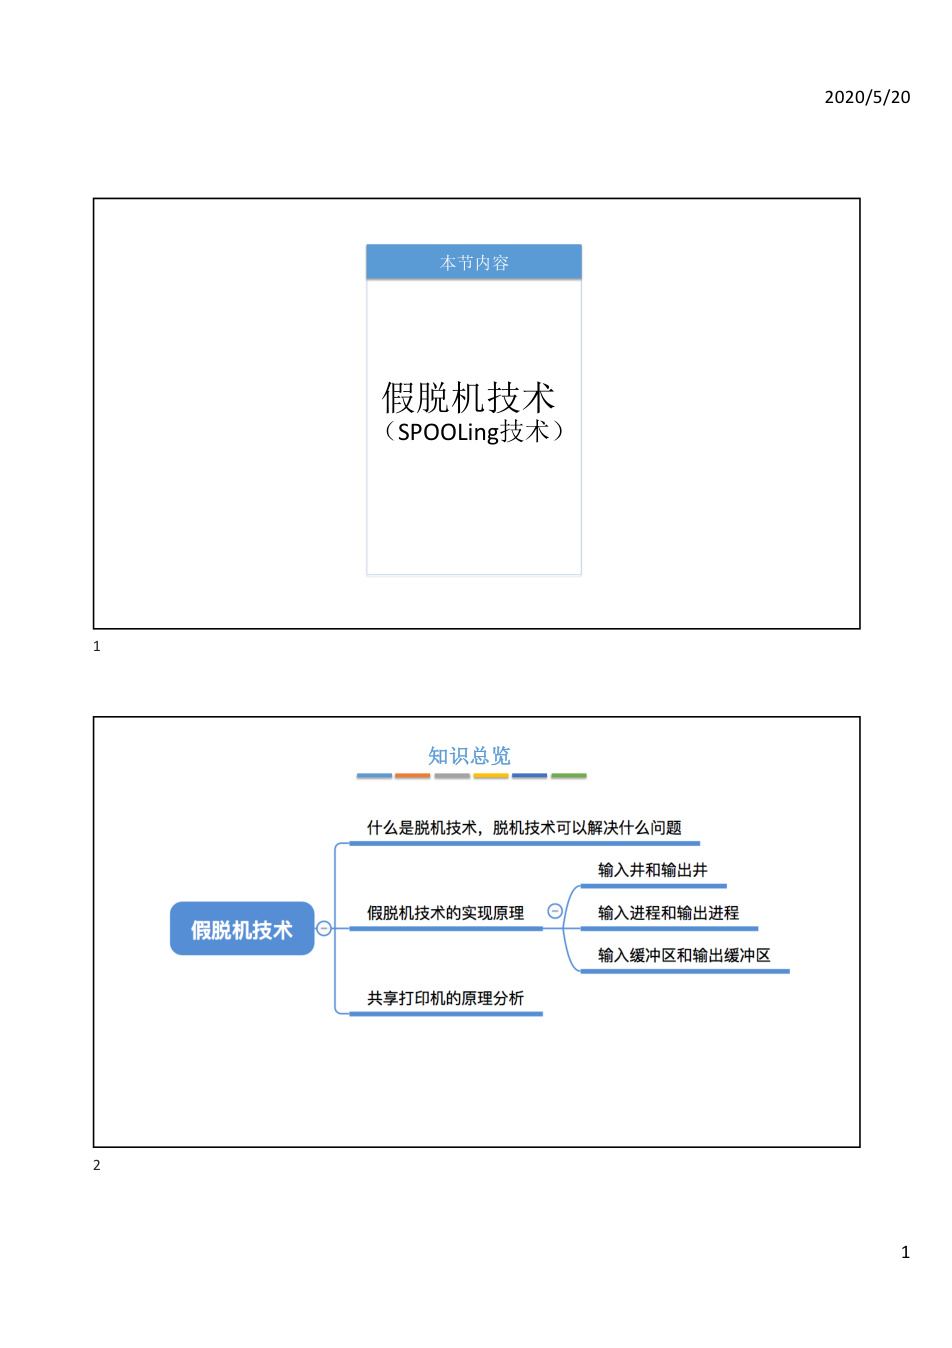 2020/5/20
本节内容
假脱机技术
（SPOOLing技术）
1
知识总览
什么是脱机技术，脱机技术可以解决什么问题
输入井和输出井
假脱机技术
假脱机技术的实现原理
输入进程和输出进程
输入缓冲区和输出缓冲区
共享打印机的原理分析
2
1